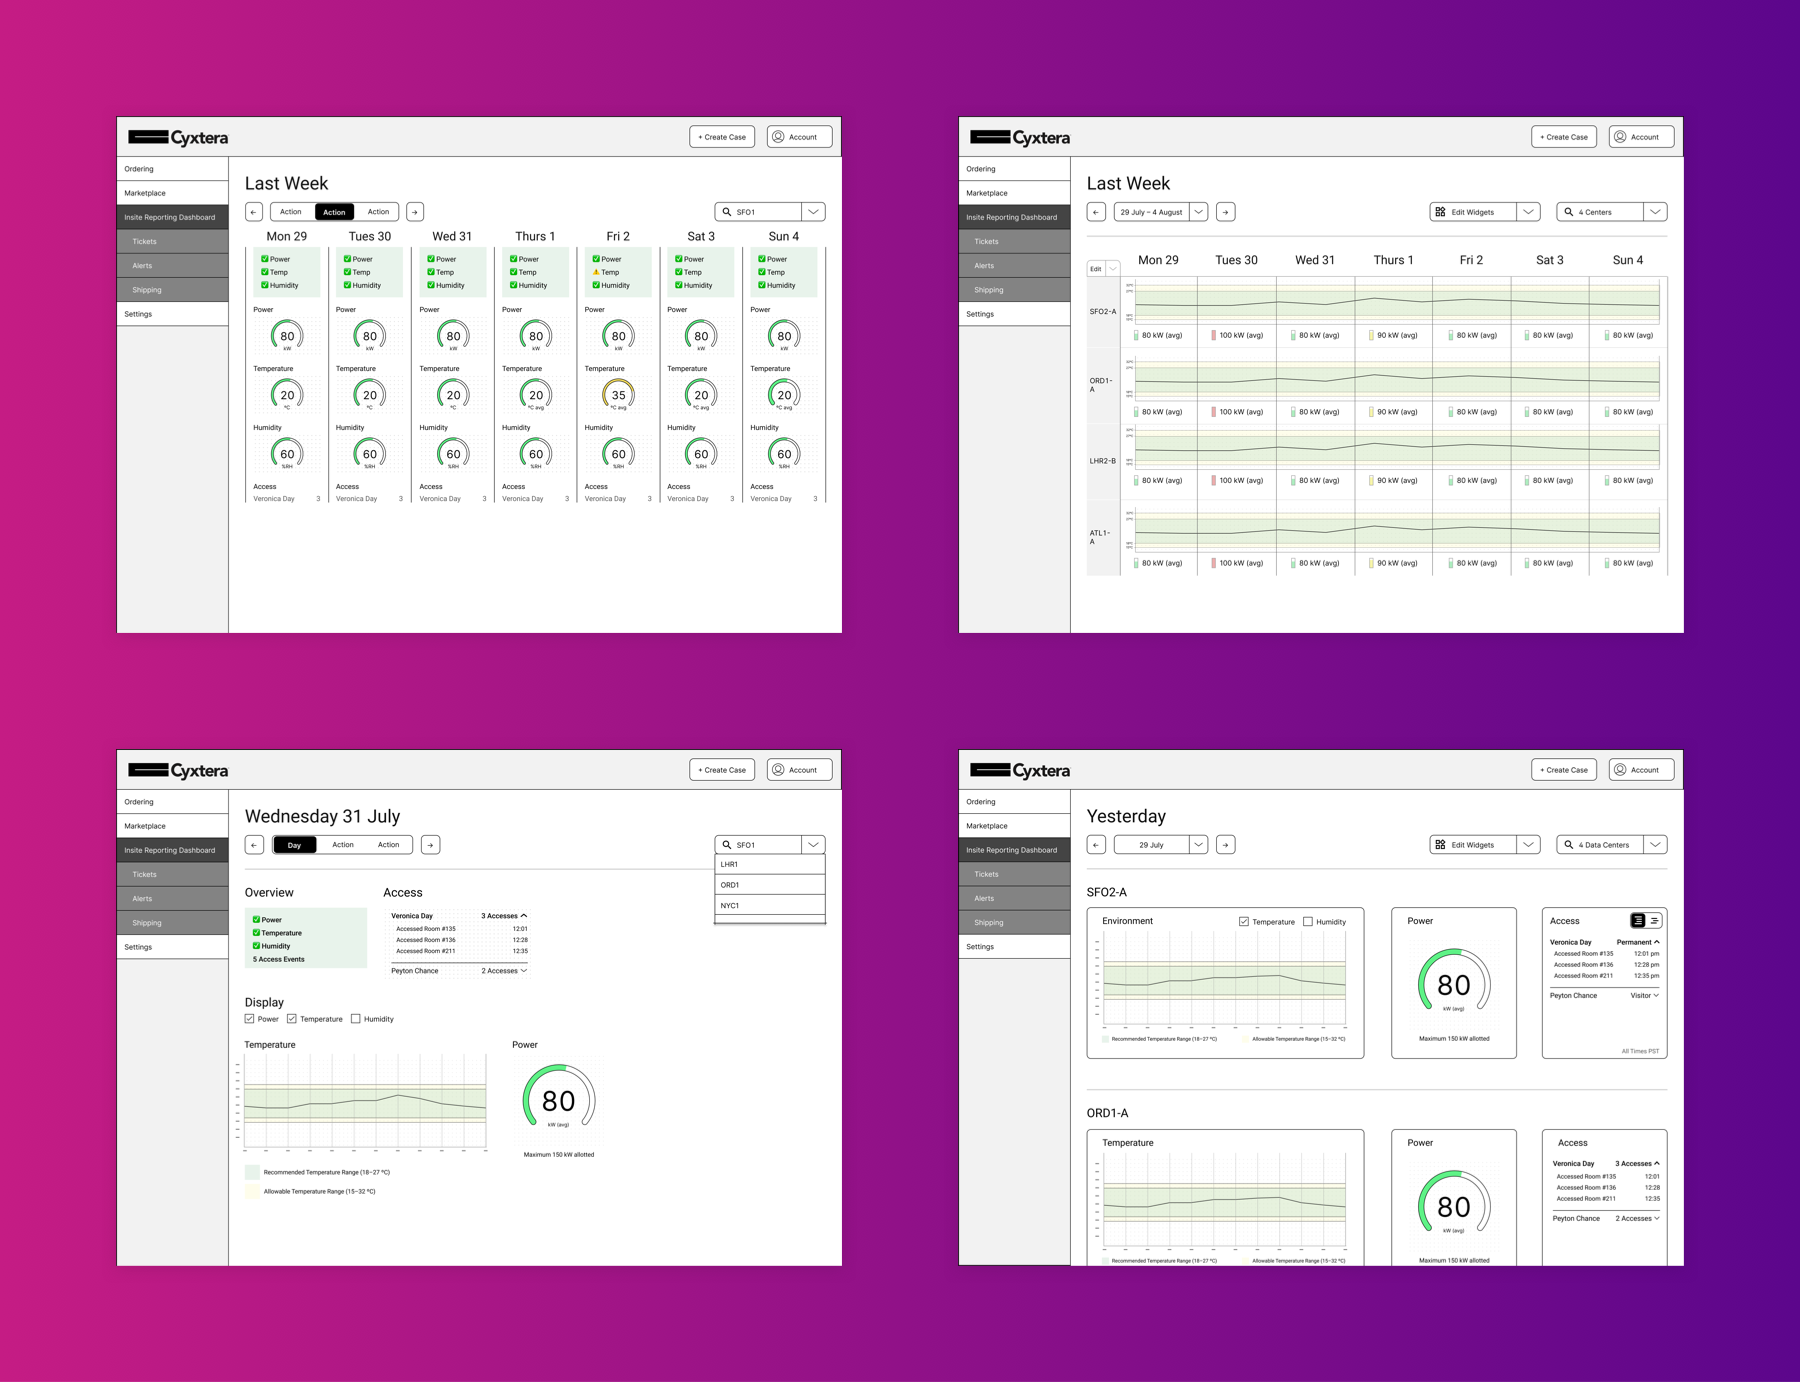 Cyxtera
+ Create Case
Account
Ordering
Marketplace
Insite Reporting Dashboard
Tickets
Alerts
Shipping
Settings
Last Week
← Action Action Action →
SFO1
Mon 29 Tues 30 Wed 31 Thurs 1 Fri 2 Sat 3 Sun 4
Power Power Power Power Power Power Power
Temp Temp Temp Temp Temp Temp Temp
Humidity Humidity Humidity Humidity Humidity Humidity Humidity
Power Power Power Power Power Power Power
80 80 80 80 80 80 80
kW kW kW kW kW kW kW
Temperature Temperature Temperature Temperature Temperature Temperature Temperature
20 20 20 20 35 20 20
ºC ºC ºC ºC avg ºC avg ºC avg ºC avg
Humidity Humidity Humidity Humidity Humidity Humidity Humidity
60 60 60 60 60 60 60
%RH %RH %RH %RH %RH %RH %RH
Access Access Access Access Access Access Access
Veronica Day 3 Veronica Day 3 Veronica Day 3 Veronica Day 3 Veronica Day 3 Veronica Day 3 Veronica Day 3
Cyxtera
+ Create Case
Account
Ordering
Marketplace
Insite Reporting Dashboard
Tickets
Alerts
Shipping
Settings
Last Week
← 29 July – 4 August →
Edit Widgets
4 Centers
Edit
Mon 29 Tues 30 Wed 31 Thurs 1 Fri 2 Sat 3 Sun 4
SFO2-A
80 kW (avg) 100 kW (avg) 80 kW (avg) 90 kW (avg) 80 kW (avg) 80 kW (avg) 80 kW (avg)
ORD1-
A
80 kW (avg) 100 kW (avg) 80 kW (avg) 90 kW (avg) 80 kW (avg) 80 kW (avg) 80 kW (avg)
LHR2-B
80 kW (avg) 100 kW (avg) 80 kW (avg) 90 kW (avg) 80 kW (avg) 80 kW (avg) 80 kW (avg)
ATL1-
A
80 kW (avg) 100 kW (avg) 80 kW (avg) 90 kW (avg) 80 kW (avg) 80 kW (avg) 80 kW (avg)
Cyxtera
+ Create Case
Account
Ordering
Marketplace
Insite Reporting Dashboard
Tickets
Alerts
Shipping
Settings
Wednesday 31 July
← Day Action Action →
SFO1
LHR1
ORD1
NYC1
Overview
Power
Temperature
Humidity
5 Access Events
Access
Veronica Day 3 Accesses
Accessed Room #135 12:01
Accessed Room #136 12:28
Accessed Room #211 12:35
Peyton Chance 2 Accesses
Display
Power Temperature Humidity
Temperature
Recommended Temperature Range (18–27 ºC)
Allowable Temperature Range (15–32 ºC)
Power
80
kW (avg)
Maximum 150 kW allotted
Cyxtera
+ Create Case
Account
Ordering
Marketplace
Insite Reporting Dashboard
Tickets
Alerts
Shipping
Settings
Yesterday
← 29 July →
Edit Widgets
4 Data Centers
SFO2-A
Environment
Temperature Humidity
Recommended Temperature Range (18–27 ºC) Allowable Temperature Range (15–32 ºC)
Power
80
kW (avg)
Maximum 150 kW allotted
Access
Veronica Day Permanent
Accessed Room #135 12:01 pm
Accessed Room #136 12:28 pm
Accessed Room #211 12:35 pm
Peyton Chance Visitor
All Times PST
ORD1-A
Temperature
Recommended Temperature Range (18–27 ºC) Allowable Temperature Range (15–32 ºC)
Power
80
kW (avg)
Maximum 150 kW allotted
Access
Veronica Day 3 Accesses
Accessed Room #135 12:01
Accessed Room #136 12:28
Accessed Room #211 12:35
Peyton Chance 2 Accesses